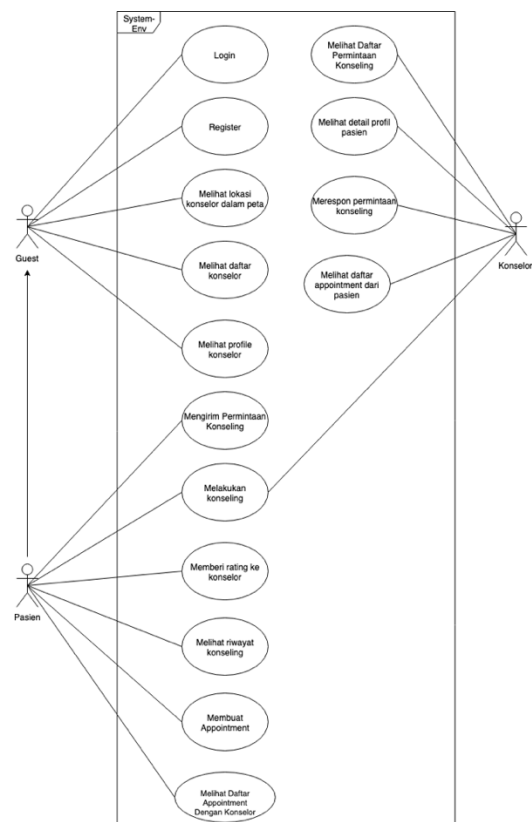 System-
Env
Login
Register
Melihat lokasi
konselor dalam peta
Melihat daftar
konselor
Melihat profile
konselor
Mengirim Permintaan
Konseling
Melakukan
konseling
Memberi rating ke
konselor
Melihat riwayat
konseling
Membuat
Appointment
Melihat Daftar
Appointment
Dengan Konselor
Melihat Daftar
Permintaan
Konseling
Melihat detail profil
pasien
Merespon permintaan
konseling
Melihat daftar
appointment dari
pasien
Guest
Pasien
Konselor